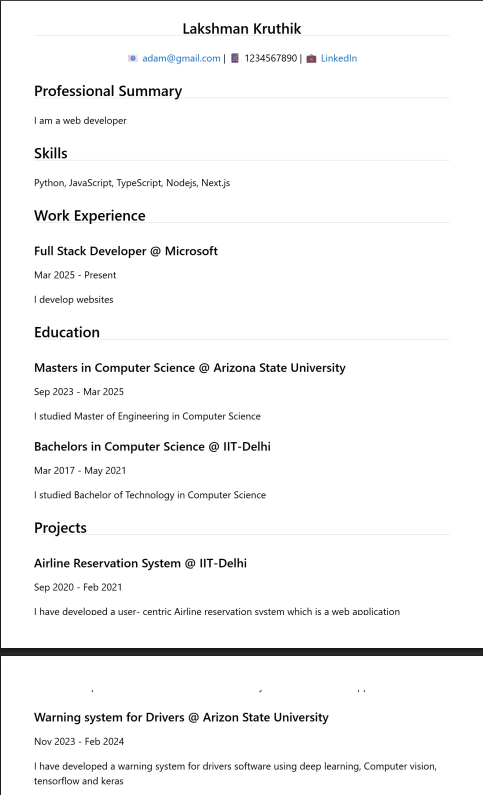 Lakshman Kruthik
📧 adam@gmail.com | 📱 1234567890 | 💼 LinkedIn
Professional Summary
I am a web developer
Skills
Python, JavaScript, TypeScript, Nodejs, Next.js
Work Experience
Full Stack Developer @ Microsoft
Mar 2025 - Present
I develop websites
Education
Masters in Computer Science @ Arizona State University
Sep 2023 - Mar 2025
I studied Master of Engineering in Computer Science
Bachelors in Computer Science @ IIT-Delhi
Mar 2017 - May 2021
I studied Bachelor of Technology in Computer Science
Projects
Airline Reservation System @ IIT-Delhi
Sep 2020 - Feb 2021
I have developed a user- centric Airline reservation system which is a web application
Warning system for Drivers @ Arizon State University
Nov 2023 - Feb 2024
I have developed a warning system for drivers software using deep learning, Computer vision,
tensorflow and keras